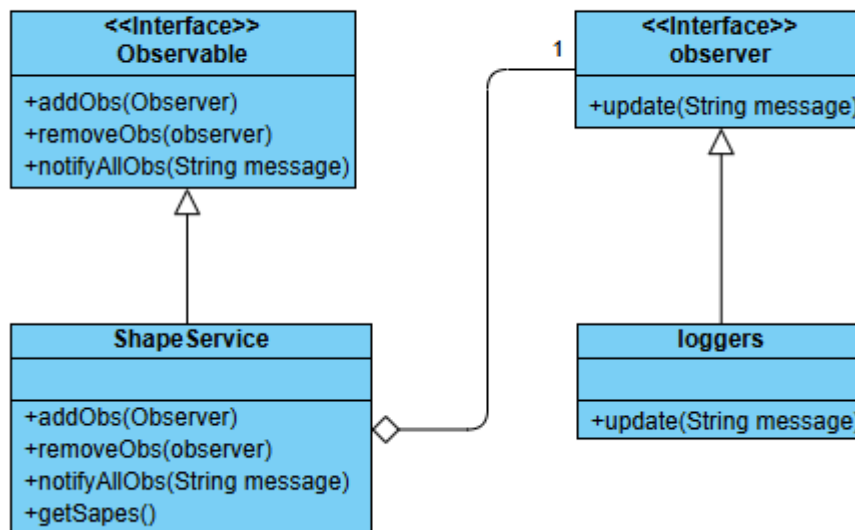 <<Interface>>
Observable
+addObs(Observer)
+removeObs(observer)
+notifyAllObs(String message)
1
<<Interface>>
observer
+update(String message)
ShapeService
+addObs(Observer)
+removeObs(observer)
+notifyAllObs(String message)
+getSapes()
loggers
+update(String message)